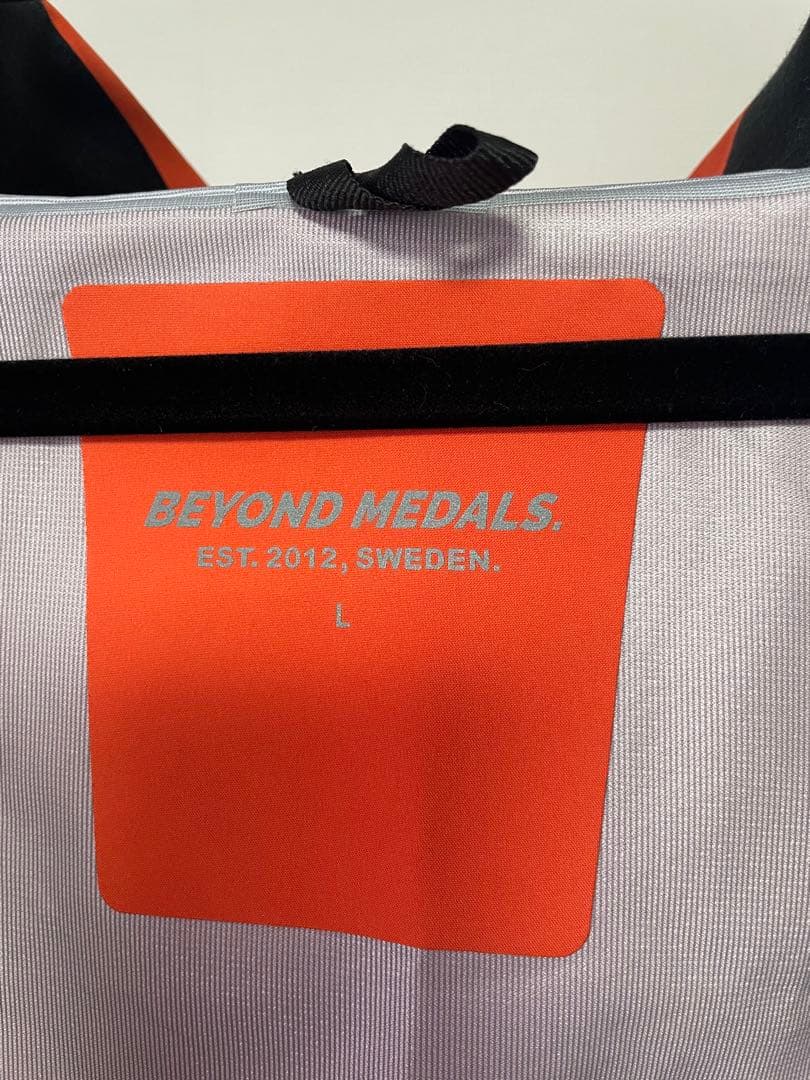 BEYOND MEDALS.
EST. 2012, SWEDEN.
L